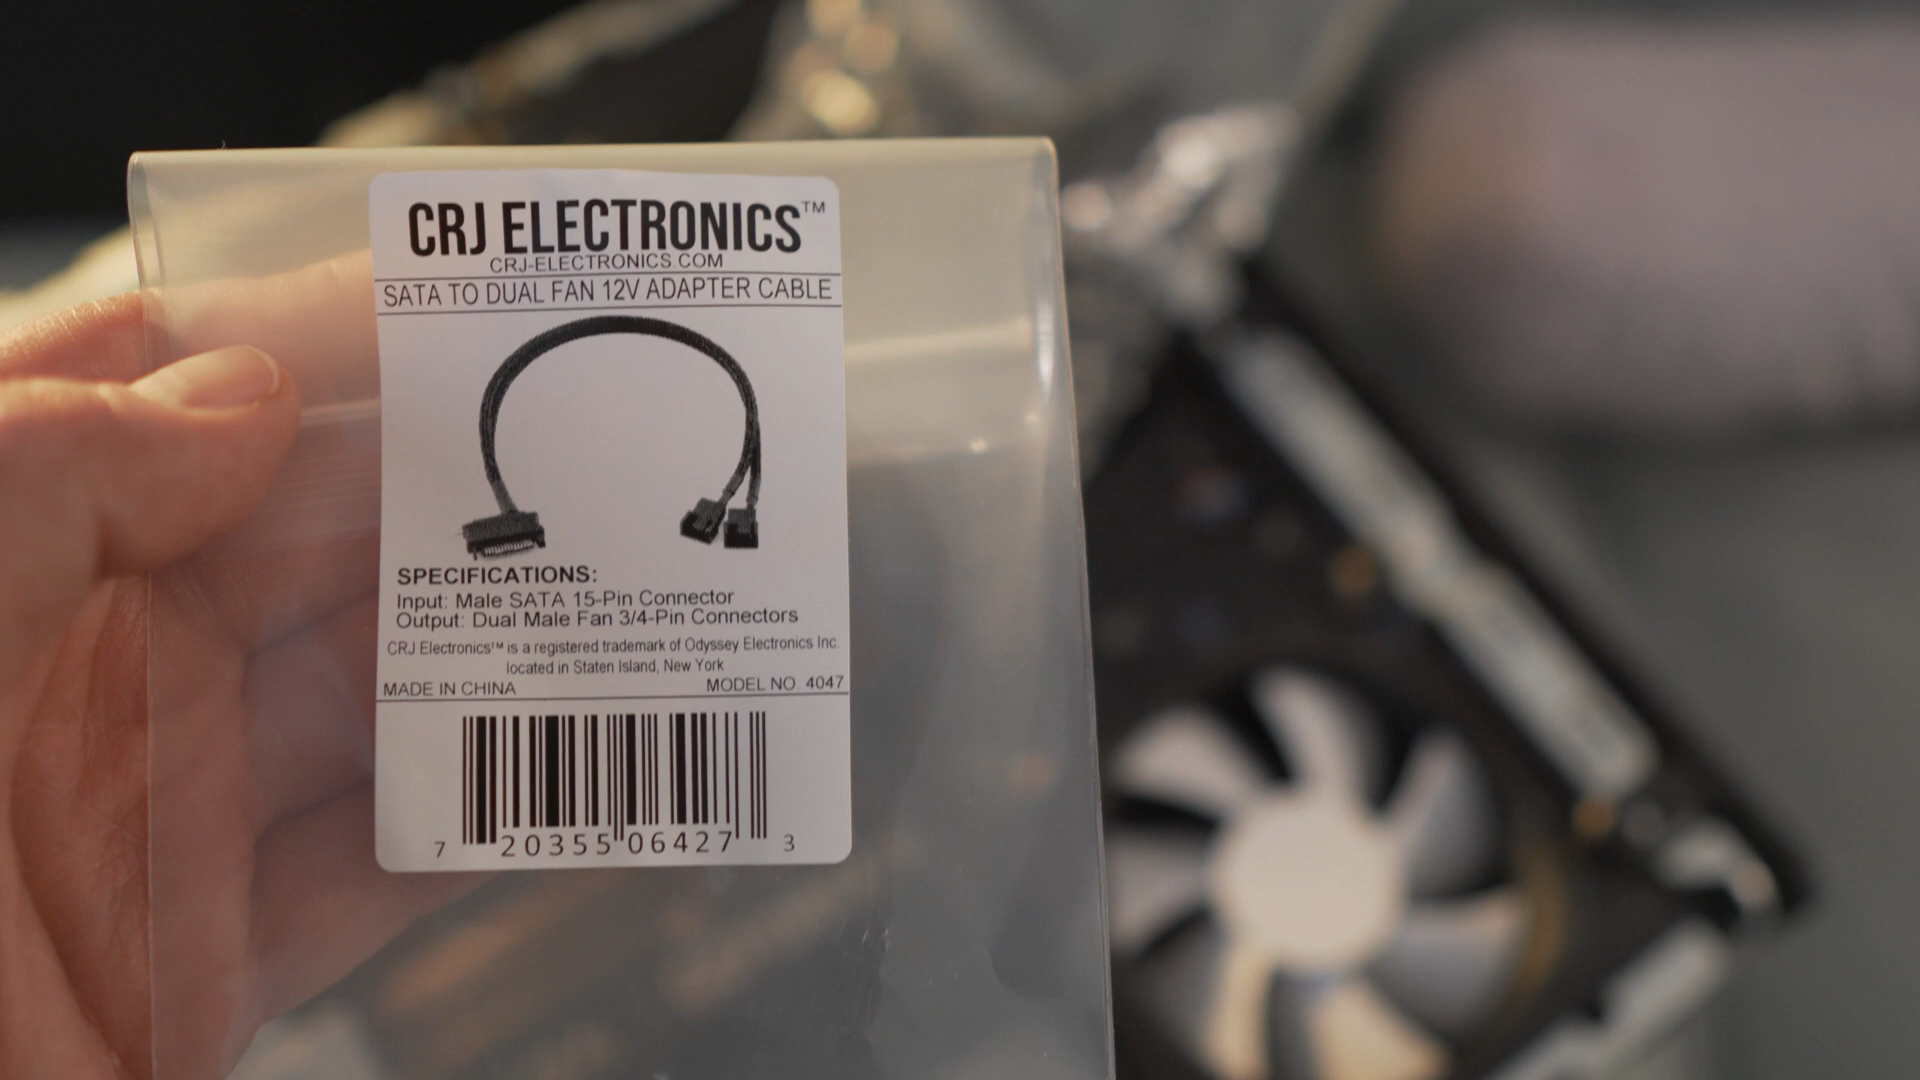 CRJ ELECTRONICS™
CRJ-ELECTRONICS.COM
SATA TO DUAL FAN 12V ADAPTER CABLE
SPECIFICATIONS:
Input: Male SATA 15-Pin Connector
Output: Dual Male Fan 3/4-Pin Connectors
CRJ Electronics™ is a registered trademark of Odyssey Electronics Inc.
located in Staten Island, New York
MADE IN CHINA MODEL NO. 4047
7 20355 06427 3